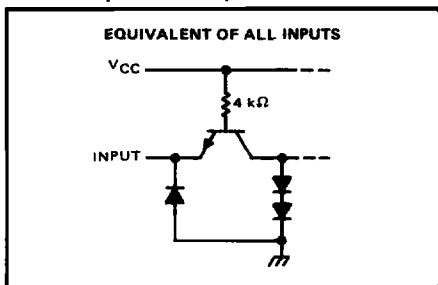 EQUIVALENT OF ALL INPUTS
VCC
4 kΩ
INPUT